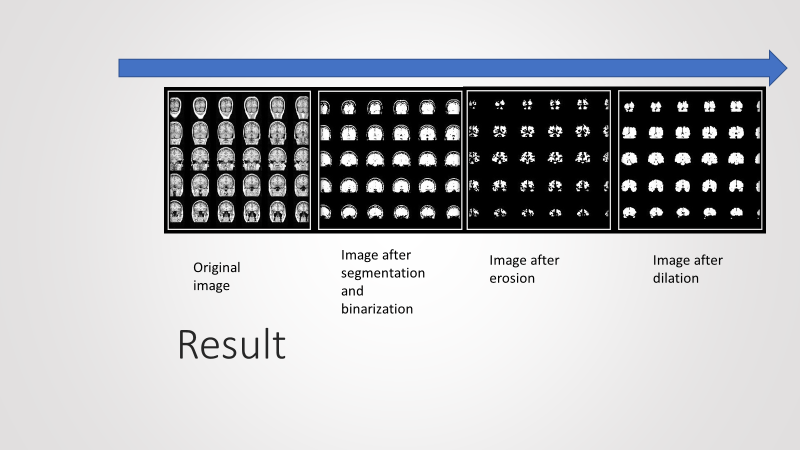 Original
image
Image after
segmentation
and
binarization
Image after
erosion
Image after
dilation
Result